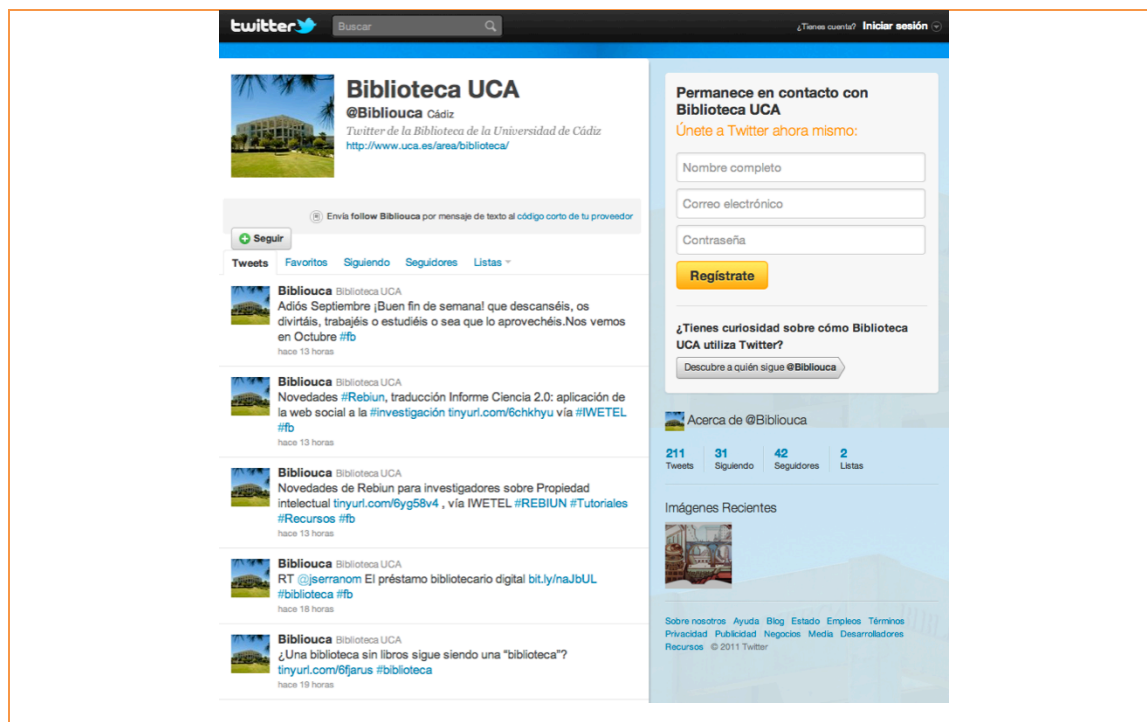 twitter
Buscar
¿Tienes cuenta? Iniciar sesión
Biblioteca UCA
@Bibliouca Cádiz
Twitter de la Biblioteca de la Universidad de Cádiz
http://www.uca.es/area/biblioteca/
Envía follow Bibliouca por mensaje de texto al código corto de tu proveedor
Seguir
Tweets Favoritos Siguiendo Seguidores Listas
Bibliouca Biblioteca UCA
Adiós Septiembre ¡Buen fin de semana! que descanséis, os
divirtáis, trabajéis o estudiéis o sea que lo aprovechéis.Nos vemos
en Octubre #fb
hace 13 horas
Bibliouca Biblioteca UCA
Novedades #Rebiun, traducción Informe Ciencia 2.0: aplicación de
la web social a la #investigación tinyurl.com/6chkhyu vía #IWETEL
#fb
hace 13 horas
Bibliouca Biblioteca UCA
Novedades de Rebiun para investigadores sobre Propiedad
intelectual tinyurl.com/6yg58v4 , vía IWETEL #REBIUN #Tutoriales
#Recursos #fb
hace 13 horas
Bibliouca Biblioteca UCA
RT @jserranom El préstamo bibliotecario digital bit.ly/naJbUL
#biblioteca #fb
hace 18 horas
Bibliouca Biblioteca UCA
¿Una biblioteca sin libros sigue siendo una "biblioteca"?
tinyurl.com/6fjarus #biblioteca
hace 19 horas
Permanece en contacto con
Biblioteca UCA
Únete a Twitter ahora mismo:
Nombre completo
Correo electrónico
Contraseña
Regístrate
¿Tienes curiosidad sobre cómo Biblioteca
UCA utiliza Twitter?
Descubre a quién sigue @Bibliouca
Acerca de @Bibliouca
211 31 42 2
Tweets Siguiendo Seguidores Listas
Imágenes Recientes
Sobre nosotros Ayuda Blog Estado Empleos Términos
Privacidad Publicidad Negocios Media Desarrolladores
Recursos © 2011 Twitter